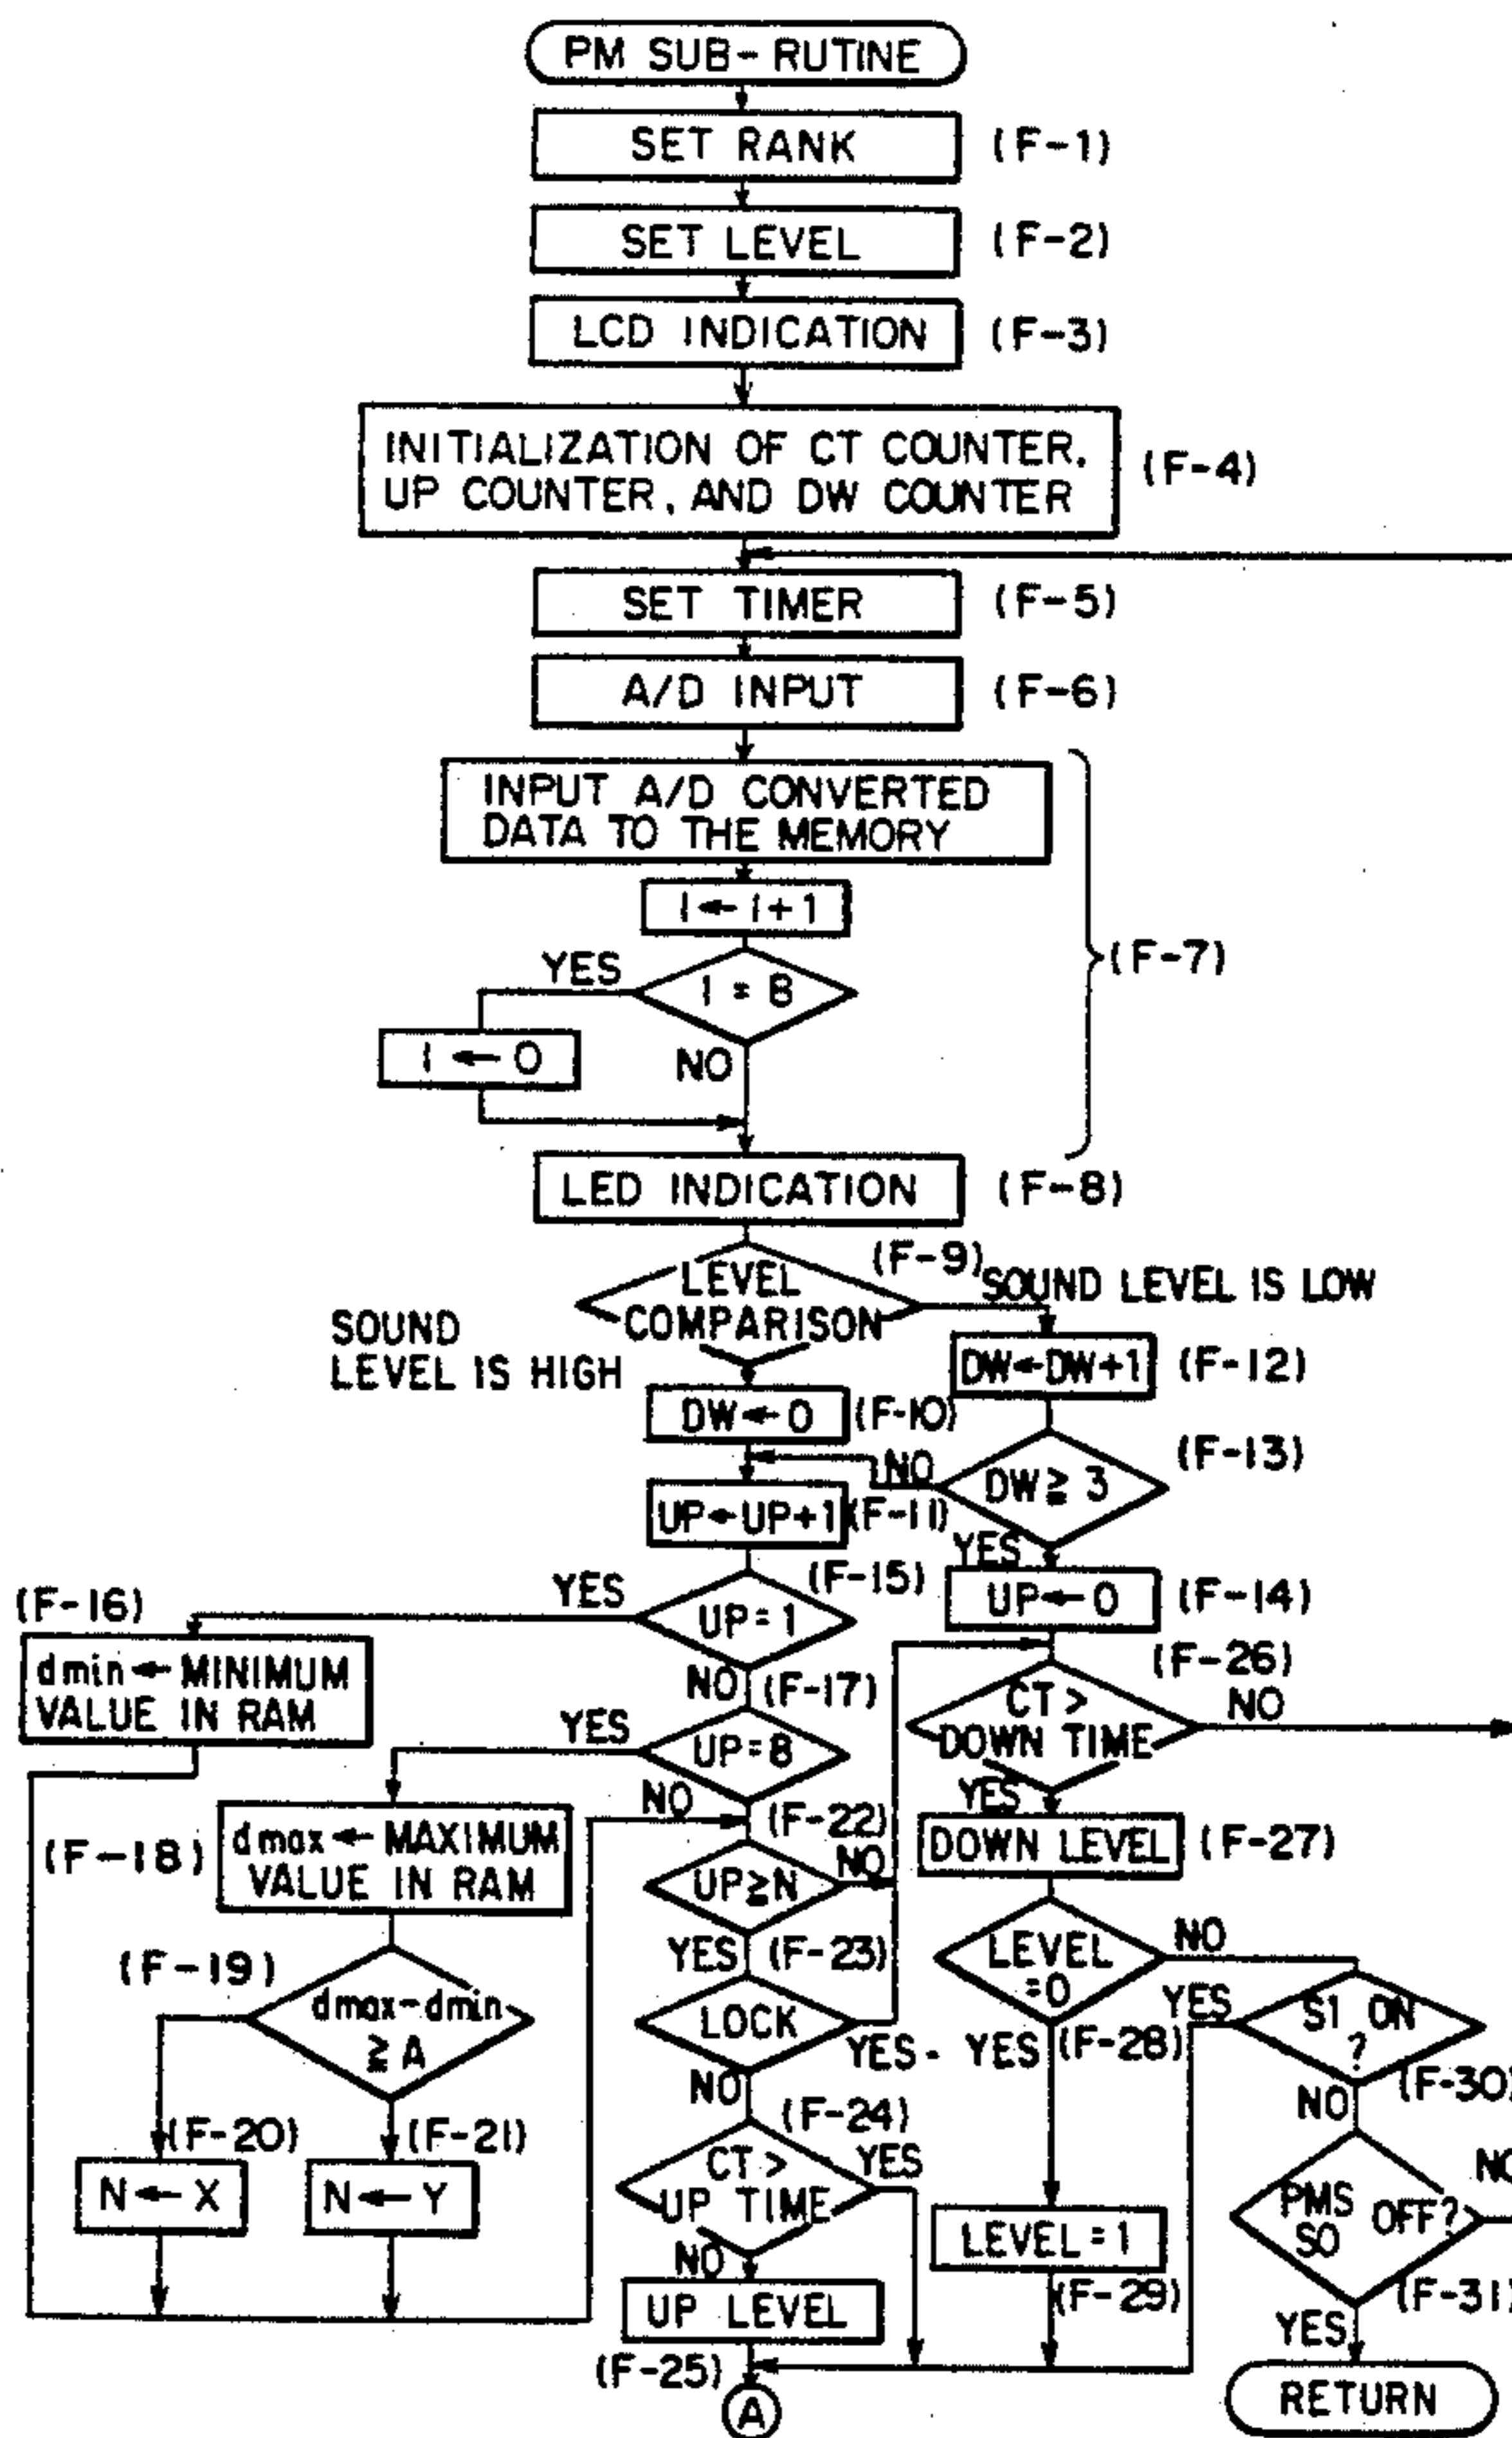 PM SUB-RUTINE
SET RANK
(F-1)
SET LEVEL
(F-2)
LCD INDICATION
(F-3)
INITIALIZATION OF CT COUNTER,
UP COUNTER, AND DW COUNTER
(F-4)
SET TIMER
(F-5)
A/D INPUT
(F-6)
INPUT A/D CONVERTED
DATA TO THE MEMORY
I←I+1
(F-7)
YES
I = 8
I ← 0
NO
LED INDICATION
(F-8)
(F-9)
LEVEL
COMPARISON
SOUND LEVEL IS LOW
SOUND
LEVEL IS HIGH
DW←DW+1
(F-12)
DW←0
(F-10)
(F-13)
NO
DW≧3
UP←UP+1
(F-11)
YES
UP←0
(F-14)
(F-15)
YES
UP=1
(F-16)
dmin←MINIMUM
VALUE IN RAM
NO
(F-17)
(F-26)
CT >
DOWN TIME
NO
YES
UP=8
YES
NO
(F-22)
(F-18)
dmax←MAXIMUM
VALUE IN RAM
DOWN LEVEL
(F-27)
UP≧N
NO
YES
(F-23)
(F-19)
dmax-dmin
≧A
LEVEL
=0
NO
LOCK
YES
YES
(F-28)
YES
S1 ON
?
(F-30)
NO
NO
(F-24)
(F-20)
(F-21)
N←X
N←Y
CT >
UP TIME
YES
NO
LEVEL=1
(F-29)
PMS
SO OFF?
NO
(F-31)
YES
UP LEVEL
(F-25)
A
RETURN